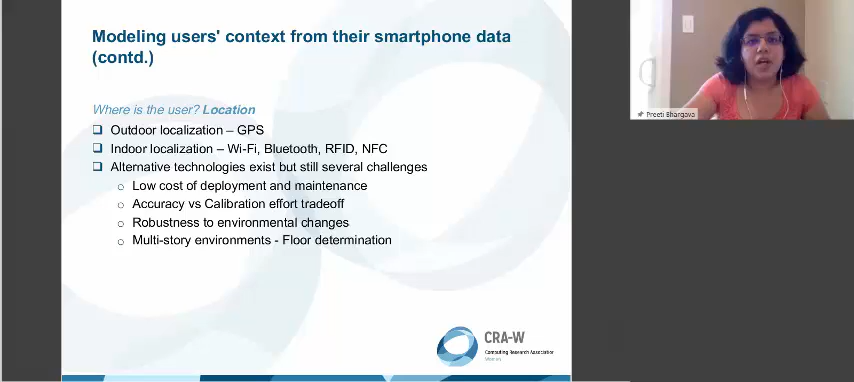 Modeling users' context from their smartphone data
(contd.)
Where is the user? Location
Outdoor localization – GPS
Indoor localization – Wi-Fi, Bluetooth, RFID, NFC
Alternative technologies exist but still several challenges
Low cost of deployment and maintenance
Accuracy vs Calibration effort tradeoff
Robustness to environmental changes
Multi-story environments - Floor determination
CRA-W
Computing Research Association
Women
Preeti Bhargava